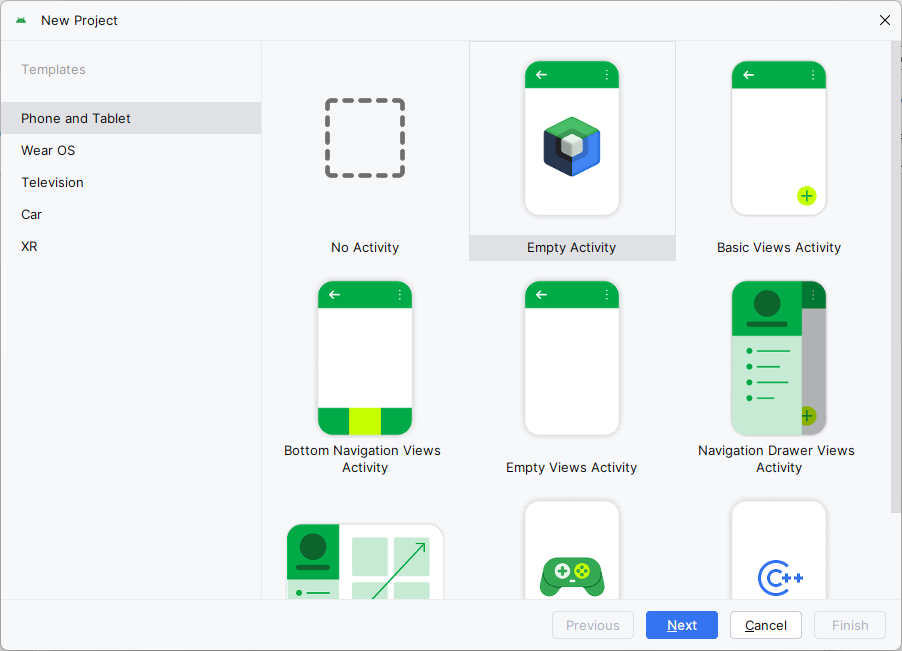 New Project
Templates
Phone and Tablet
Wear OS
Television
Car
XR
No Activity
Empty Activity
Basic Views Activity
Bottom Navigation Views
Activity
Empty Views Activity
Navigation Drawer Views
Activity
C++
Previous
Next
Cancel
Finish